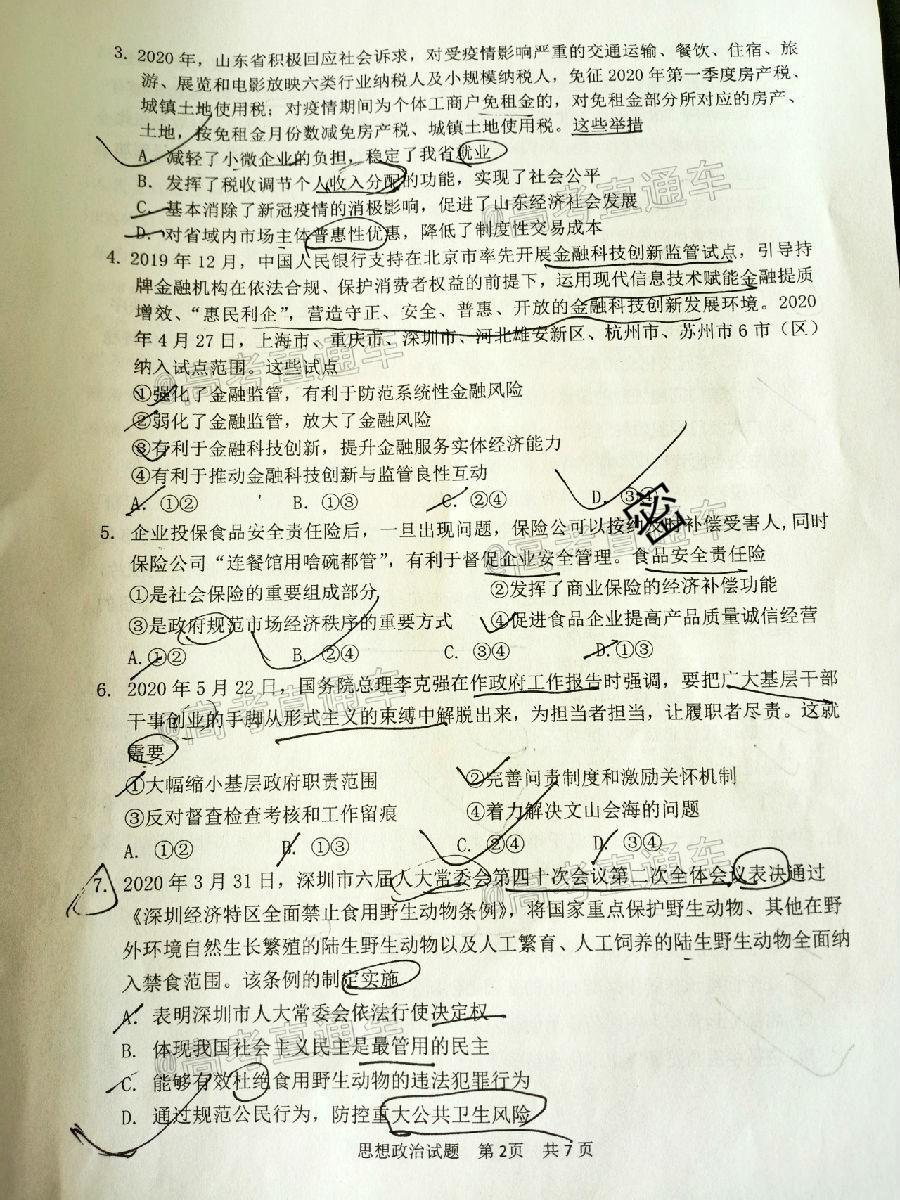 3. 2020年，山东省积极回应社会诉求，对受疫情影响严重的交通运输、餐饮、住宿、旅
游、展览和电影放映六类行业纳税人及小规模纳税人，免征2020年第一季度房产税、
城镇土地使用税；对疫情期间为个体工商户免租金的，对免租金部分所对应的房产、
土地，按免租金月份数减免房产税、城镇土地使用税。这些举措
A. 减轻了小微企业的负担，稳定了我省就业
B. 发挥了税收调节个人收入分配的功能，实现了社会公平
C. 基本消除了新冠疫情的消极影响，促进了山东经济社会发展
D. 对省域内市场主体普惠性优惠，降低了制度性交易成本
4. 2019年12月，中国人民银行支持在北京市率先开展金融科技创新监管试点，引导持
牌金融机构在依法合规、保护消费者权益的前提下，运用现代信息技术赋能金融提质
增效、“惠民利企”，营造守正、安全、普惠、开放的金融科技创新发展环境。2020
年4月27日，上海市、重庆市、深圳市、河北雄安新区、杭州市、苏州市6市（区）
纳入试点范围。这些试点
①强化了金融监管，有利于防范系统性金融风险
②弱化了金融监管，放大了金融风险
③有利于金融科技创新，提升金融服务实体经济能力
④有利于推动金融科技创新与监管良性互动
A. ①② B. ①③ C. ②④ D. ③④
密
5. 企业投保食品安全责任险后，一旦出现问题，保险公司可以按约及时补偿受害人，同时
保险公司“连餐馆用啥碗都管”，有利于督促企业安全管理。食品安全责任险
①是社会保险的重要组成部分 ②发挥了商业保险的经济补偿功能
③是政府规范市场经济秩序的重要方式 ④促进食品企业提高产品质量诚信经营
A. ①② B. ②④ C. ③④ D. ①③
6. 2020年5月22日，国务院总理李克强在作政府工作报告时强调，要把广大基层干部
干事创业的手脚从形式主义的束缚中解脱出来，为担当者担当，让履职者尽责。这就
需要
①大幅缩小基层政府职责范围 ②完善问责制度和激励关怀机制
③反对督查检查考核和工作留痕 ④着力解决文山会海的问题
A. ①② B. ①③ C. ②④ D. ③④
7. 2020年3月31日，深圳市六届人大常委会第四十次会议第二次全体会议表决通过
《深圳经济特区全面禁止食用野生动物条例》，将国家重点保护野生动物、其他在野
外环境自然生长繁殖的陆生野生动物以及人工繁育、人工饲养的陆生野生动物全面纳
入禁食范围。该条例的制定实施
A. 表明深圳市人大常委会依法行使决定权
B. 体现我国社会主义民主是最管用的民主
C. 能够有效杜绝食用野生动物的违法犯罪行为
D. 通过规范公民行为，防控重大公共卫生风险
思想政治试题 第2页 共7页
@高考直通车
@高考直通车
@高考直通车
@高考直通车
@高考直通车
@高考直通车